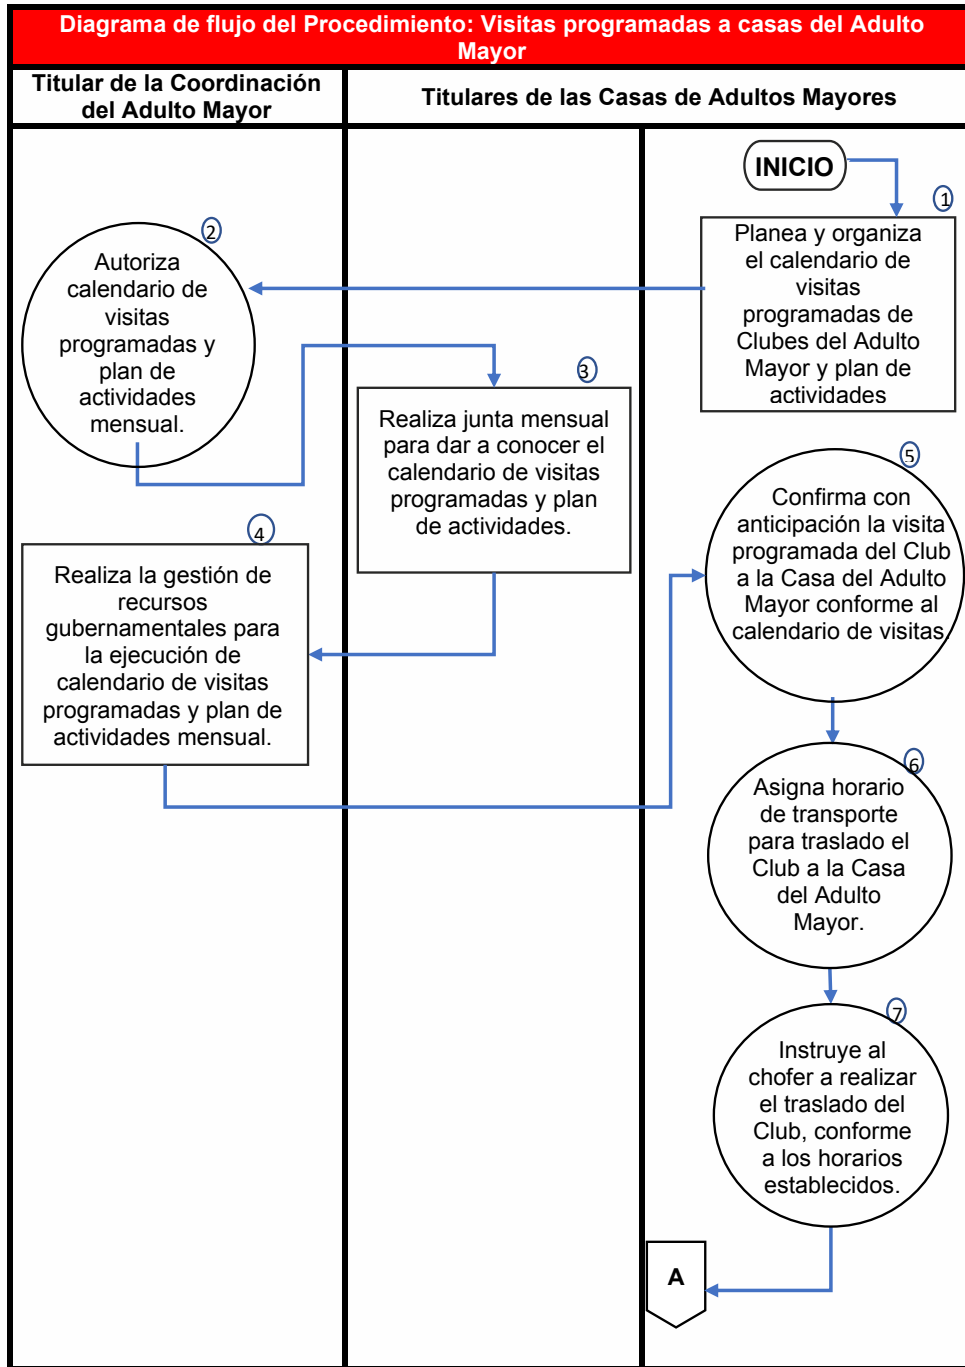 Diagrama de flujo del Procedimiento: Visitas programadas a casas del Adulto
Mayor
Titular de la Coordinación
del Adulto Mayor
Titulares de las Casas de Adultos Mayores
INICIO
1
Planea y organiza
el calendario de
visitas
programadas de
Clubes del Adulto
Mayor y plan de
actividades
2
Autoriza
calendario de
visitas
programadas y
plan de
actividades
mensual.
3
Realiza junta mensual
para dar a conocer el
calendario de visitas
programadas y plan
de actividades.
4
Realiza la gestión de
recursos
gubernamentales para
la ejecución de
calendario de visitas
programadas y plan de
actividades mensual.
5
Confirma con
anticipación la visita
programada del Club
a la Casa del Adulto
Mayor conforme al
calendario de visitas.
6
Asigna horario
de transporte
para traslado el
Club a la Casa
del Adulto
Mayor.
7
Instruye al
chofer a realizar
el traslado del
Club, conforme
a los horarios
establecidos.
A